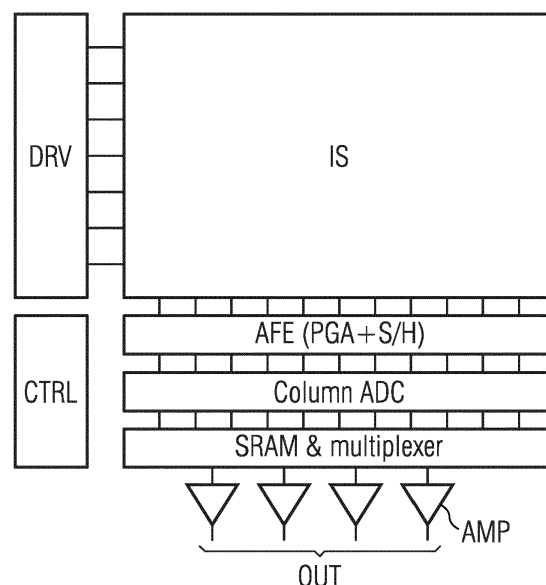 DRV
IS
AFE (PGA+S/H)
CTRL
Column ADC
SRAM & multiplexer
AMP
OUT